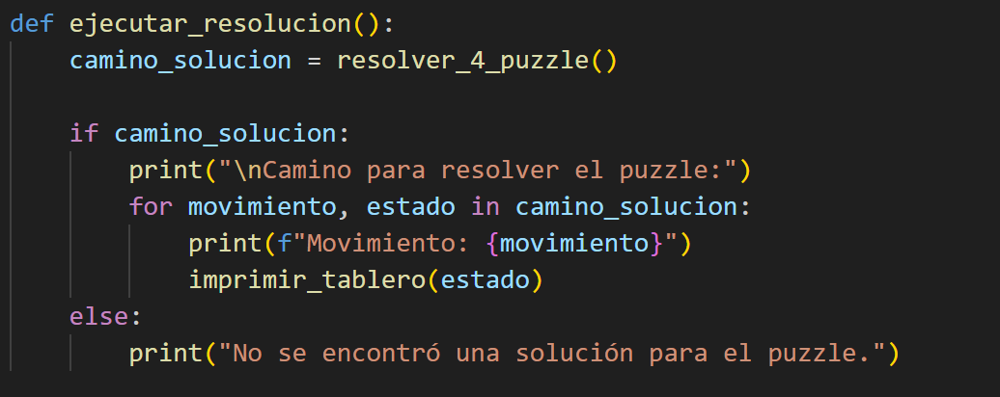 def ejecutar_resolucion():
    camino_solucion = resolver_4_puzzle()

    if camino_solucion:
        print("\nCamino para resolver el puzzle:")
        for movimiento, estado in camino_solucion:
            print(f"Movimiento: {movimiento}")
            imprimir_tablero(estado)
    else:
        print("No se encontró una solución para el puzzle.")